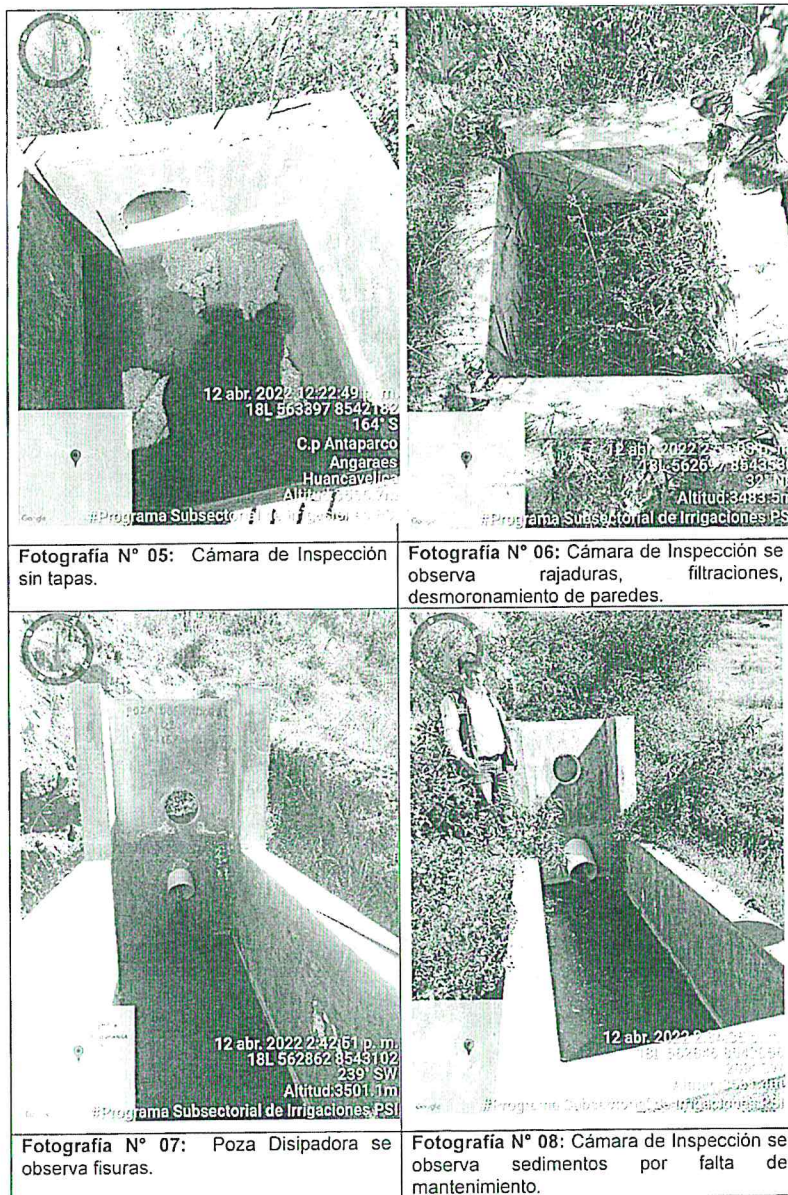 12 abr. 2022 12:22:49 p. m.
18L 563397 8542182
164° S
C.p Antaparco
Angaraes
Huancavelica
#Programa Subsectorial de Irrigaciones PSI
Fotografía N° 05: Cámara de Inspección
sin tapas.
12 abr. 2022
18L 562697
32° N
Altitud:3483.5m
#Programa Subsectorial de Irrigaciones PSI
Fotografía N° 06: Cámara de Inspección se
observa rajaduras, filtraciones,
desmoronamiento de paredes.
12 abr. 2022 2:42:51 p. m.
18L 562862 8543102
239° SW
Altitud:3501.1m
#Programa Subsectorial de Irrigaciones PSI
Fotografía N° 07: Poza Disipadora se
observa fisuras.
12 abr. 2022
Fotografía N° 08: Cámara de Inspección se
observa sedimentos por falta de
mantenimiento.